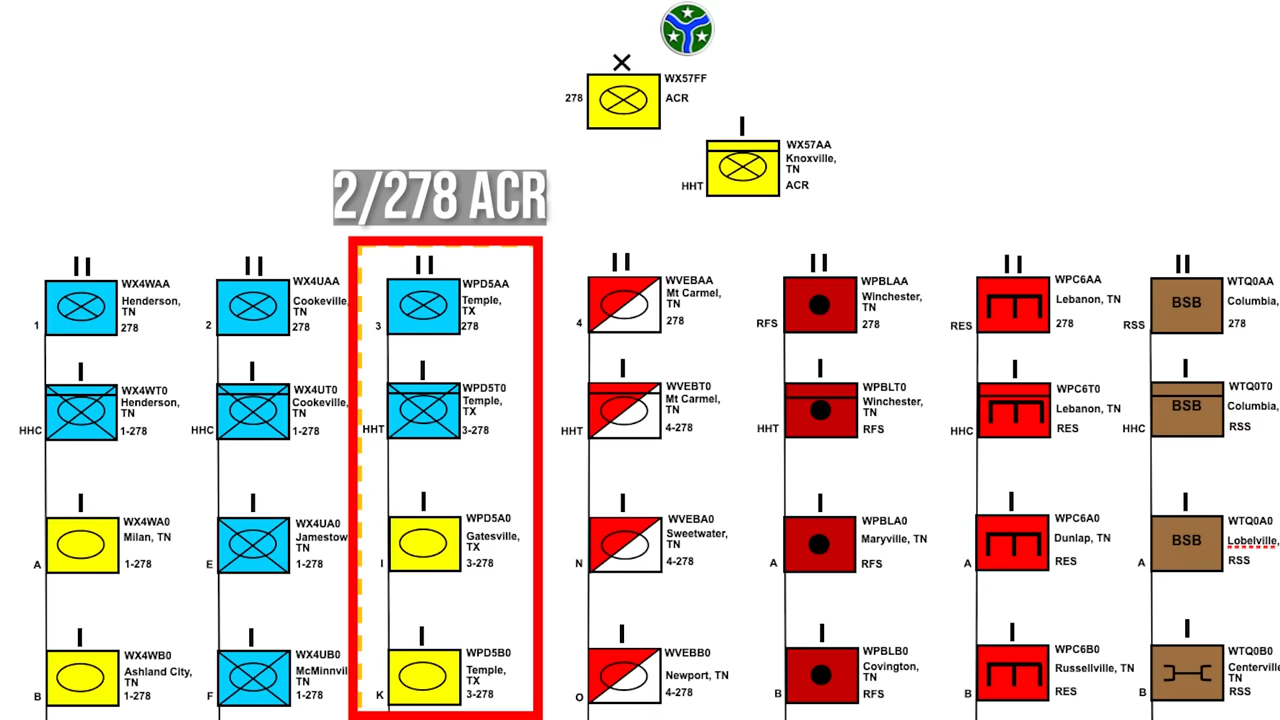 WX57FF
278
ACR
WX57AA
Knoxville,
TN
HHT
ACR
2/278 ACR
WX4WAA
Henderson,
TN
1
278
WX4UAA
Cookeville,
TN
2
278
WPD5AA
Temple,
TX
3
278
WVEBAA
Mt Carmel,
TN
4
278
WPBLAA
Winchester,
TN
RFS
278
WPC6AA
Lebanon, TN
RES
278
BSB
WTQ0AA
Columbia,
RSS
278
WX4WT0
Henderson,
TN
HHC
1-278
WX4UT0
Cookeville,
TN
HHC
1-278
WPD5T0
Temple,
TX
HHT
3-278
WVEBT0
Mt Carmel,
TN
HHT
4-278
WPBLT0
Winchester,
TN
HHT
RFS
WPC6T0
Lebanon, TN
HHC
RES
BSB
WTQ0T0
Columbia,
HHC
RSS
WX4WA0
Milan, TN
A
1-278
WX4UA0
Jamestow
TN
E
1-278
WPD5A0
Gatesville,
TX
I
3-278
WVEBA0
Sweetwater,
TN
N
4-278
WPBLA0
Maryville, TN
A
RFS
WPC6A0
Dunlap, TN
A
RES
BSB
WTQ0A0
Lobelville,
A
RSS
WX4WB0
Ashland City,
TN
B
1-278
WX4UB0
McMinnvil
TN
F
1-278
WPD5B0
Temple,
TX
K
3-278
WVEBB0
Newport, TN
O
4-278
WPBLB0
Covington,
TN
B
RFS
WPC6B0
Russellville, TN
B
RES
WTQ0B0
Centerville
TN
B
RSS